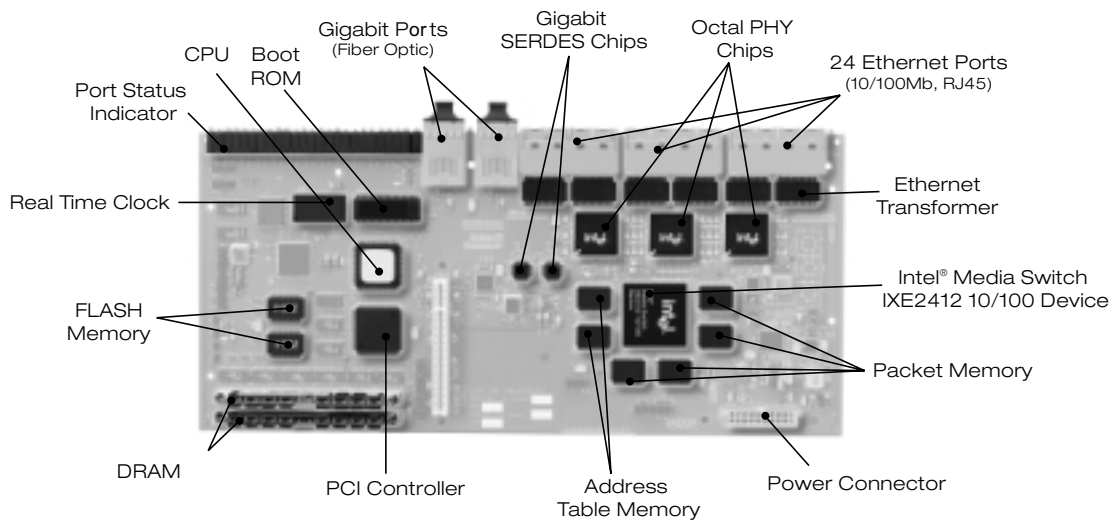 Gigabit Ports
(Fiber Optic)
Gigabit
SERDES Chips
Octal PHY
Chips
CPU
Boot
ROM
24 Ethernet Ports
(10/100Mb, RJ45)
Port Status
Indicator
Real Time Clock
Ethernet
Transformer
Intel® Media Switch
IXE2412 10/100 Device
FLASH
Memory
intel
Packet Memory
DRAM
PCI Controller
Address
Table Memory
Power Connector